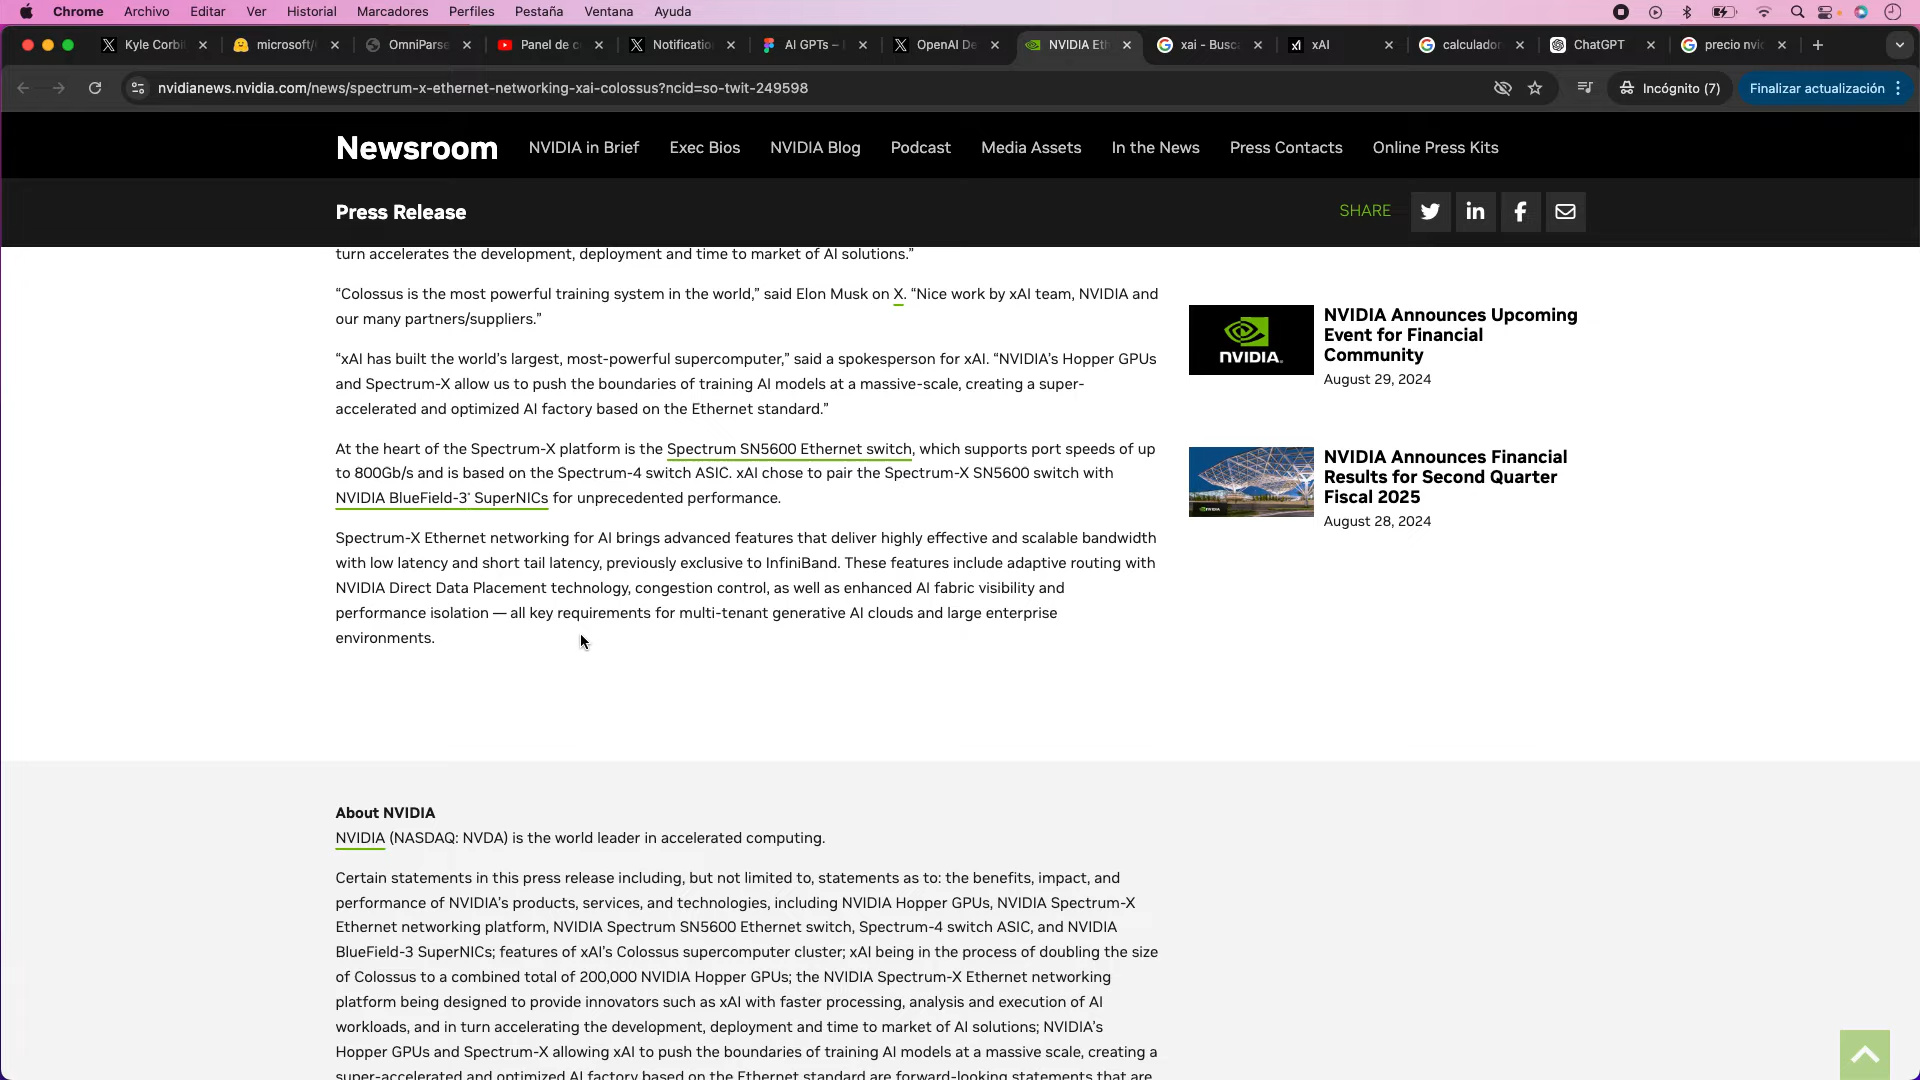 Chrome Archivo Editar Ver Historial Marcadores Perfiles Pestaña Ventana Ayuda
Kyle Corbi microsoft/ OmniParse Panel de c Notificatio AI GPTs – OpenAI De NVIDIA Eth xai - Busc xAI calculador ChatGPT precio nvi
nvidianews.nvidia.com/news/spectrum-x-ethernet-networking-xai-colossus?ncid=so-twit-249598 Incógnito (7) Finalizar actualización
Newsroom NVIDIA in Brief Exec Bios NVIDIA Blog Podcast Media Assets In the News Press Contacts Online Press Kits
Press Release SHARE
turn accelerates the development, deployment and time to market of AI solutions.”
“Colossus is the most powerful training system in the world,” said Elon Musk on X. “Nice work by xAI team, NVIDIA and
our many partners/suppliers.”
“xAI has built the world’s largest, most-powerful supercomputer,” said a spokesperson for xAI. “NVIDIA’s Hopper GPUs
and Spectrum-X allow us to push the boundaries of training AI models at a massive-scale, creating a super-
accelerated and optimized AI factory based on the Ethernet standard.”
At the heart of the Spectrum-X platform is the Spectrum SN5600 Ethernet switch, which supports port speeds of up
to 800Gb/s and is based on the Spectrum-4 switch ASIC. xAI chose to pair the Spectrum-X SN5600 switch with
NVIDIA BlueField-3® SuperNICs for unprecedented performance.
Spectrum-X Ethernet networking for AI brings advanced features that deliver highly effective and scalable bandwidth
with low latency and short tail latency, previously exclusive to InfiniBand. These features include adaptive routing with
NVIDIA Direct Data Placement technology, congestion control, as well as enhanced AI fabric visibility and
performance isolation — all key requirements for multi-tenant generative AI clouds and large enterprise
environments.
NVIDIA.
NVIDIA Announces Upcoming
Event for Financial
Community
August 29, 2024
NVIDIA Announces Financial
Results for Second Quarter
Fiscal 2025
August 28, 2024
About NVIDIA
NVIDIA (NASDAQ: NVDA) is the world leader in accelerated computing.
Certain statements in this press release including, but not limited to, statements as to: the benefits, impact, and
performance of NVIDIA’s products, services, and technologies, including NVIDIA Hopper GPUs, NVIDIA Spectrum-X
Ethernet networking platform, NVIDIA Spectrum SN5600 Ethernet switch, Spectrum-4 switch ASIC, and NVIDIA
BlueField-3 SuperNICs; features of xAI’s Colossus supercomputer cluster; xAI being in the process of doubling the size
of Colossus to a combined total of 200,000 NVIDIA Hopper GPUs; the NVIDIA Spectrum-X Ethernet networking
platform being designed to provide innovators such as xAI with faster processing, analysis and execution of AI
workloads, and in turn accelerating the development, deployment and time to market of AI solutions; NVIDIA’s
Hopper GPUs and Spectrum-X allowing xAI to push the boundaries of training AI models at a massive scale, creating a
super-accelerated and optimized AI factory based on the Ethernet standard are forward-looking statements that are